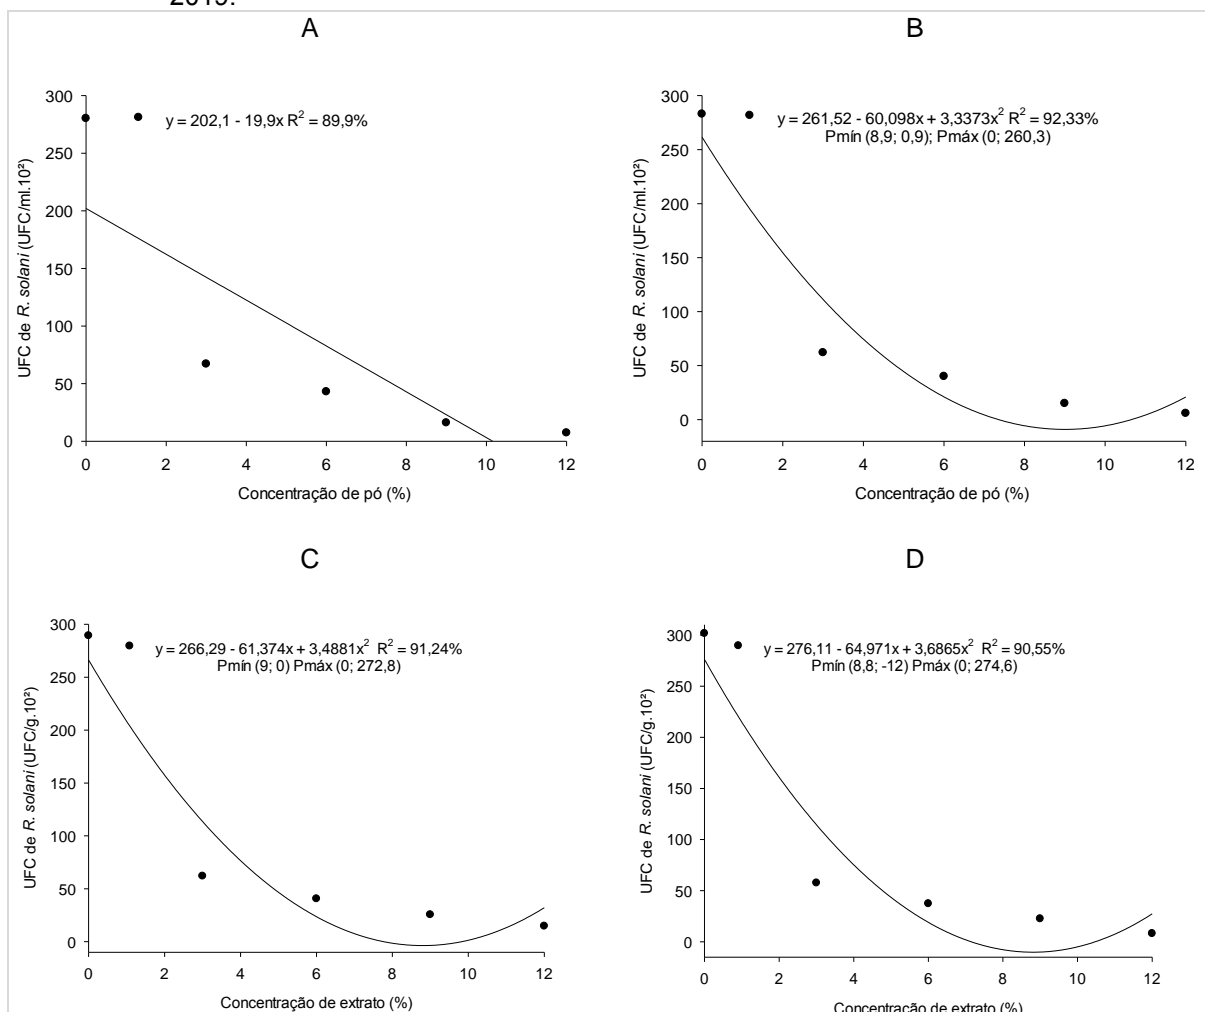 2019.
A
300
250
200
150
100
50
0
UFC de R. solani (UFC/ml.10²)
y = 202,1 - 19,9x R² = 89,9%
0 2 4 6 8 10 12
Concentração de pó (%)
B
300
250
200
150
100
50
0
UFC de R. solani (UFC/ml.10²)
y = 261,52 - 60,098x + 3,3373x² R² = 92,33%
Pmín (8,9; 0,9); Pmáx (0; 260,3)
0 2 4 6 8 10 12
Concentração de pó (%)
C
300
250
200
150
100
50
0
UFC de R. solani (UFC/g.10²)
y = 266,29 - 61,374x + 3,4881x² R² = 91,24%
Pmín (9; 0) Pmáx (0; 272,8)
0 2 4 6 8 10 12
Concentração de extrato (%)
D
300
250
200
150
100
50
0
UFC de R. solani (UFC/g.10²)
y = 276,11 - 64,971x + 3,6865x² R² = 90,55%
Pmín (8,8; -12) Pmáx (0; 274,6)
0 2 4 6 8 10 12
Concentração de extrato (%)